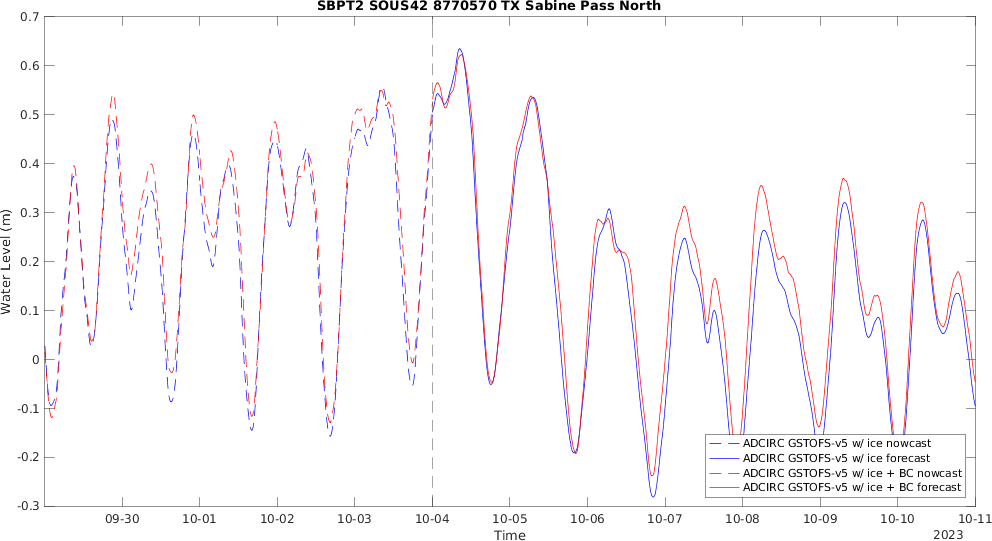 SBPT2 SOUS42 8770570 TX Sabine Pass North
Water Level (m)
0.7
0.6
0.5
0.4
0.3
0.2
0.1
0
-0.1
-0.2
-0.3
ADCIRC GSTOFS-v5 w/ ice nowcast
ADCIRC GSTOFS-v5 w/ ice forecast
ADCIRC GSTOFS-v5 w/ ice + BC nowcast
ADCIRC GSTOFS-v5 w/ ice + BC forecast
09-30 10-01 10-02 10-03 10-04 10-05 10-06 10-07 10-08 10-09 10-10 10-11
Time
2023